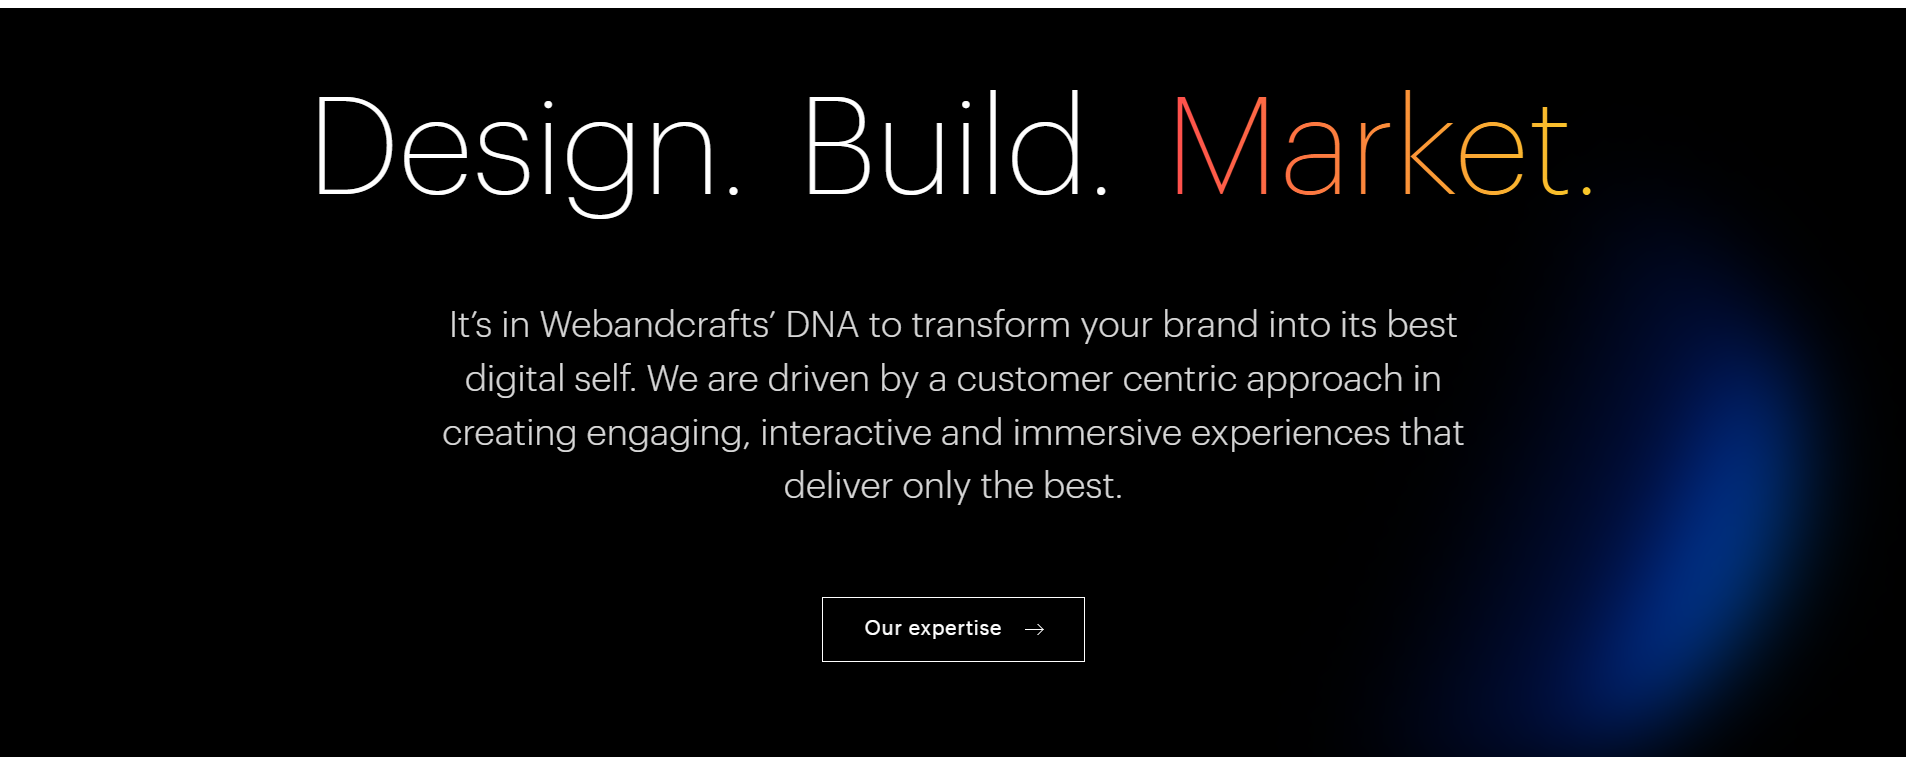 Design. Build. Market.
It’s in Webandcrafts’ DNA to transform your brand into its best
digital self. We are driven by a customer centric approach in
creating engaging, interactive and immersive experiences that
deliver only the best.
Our expertise →